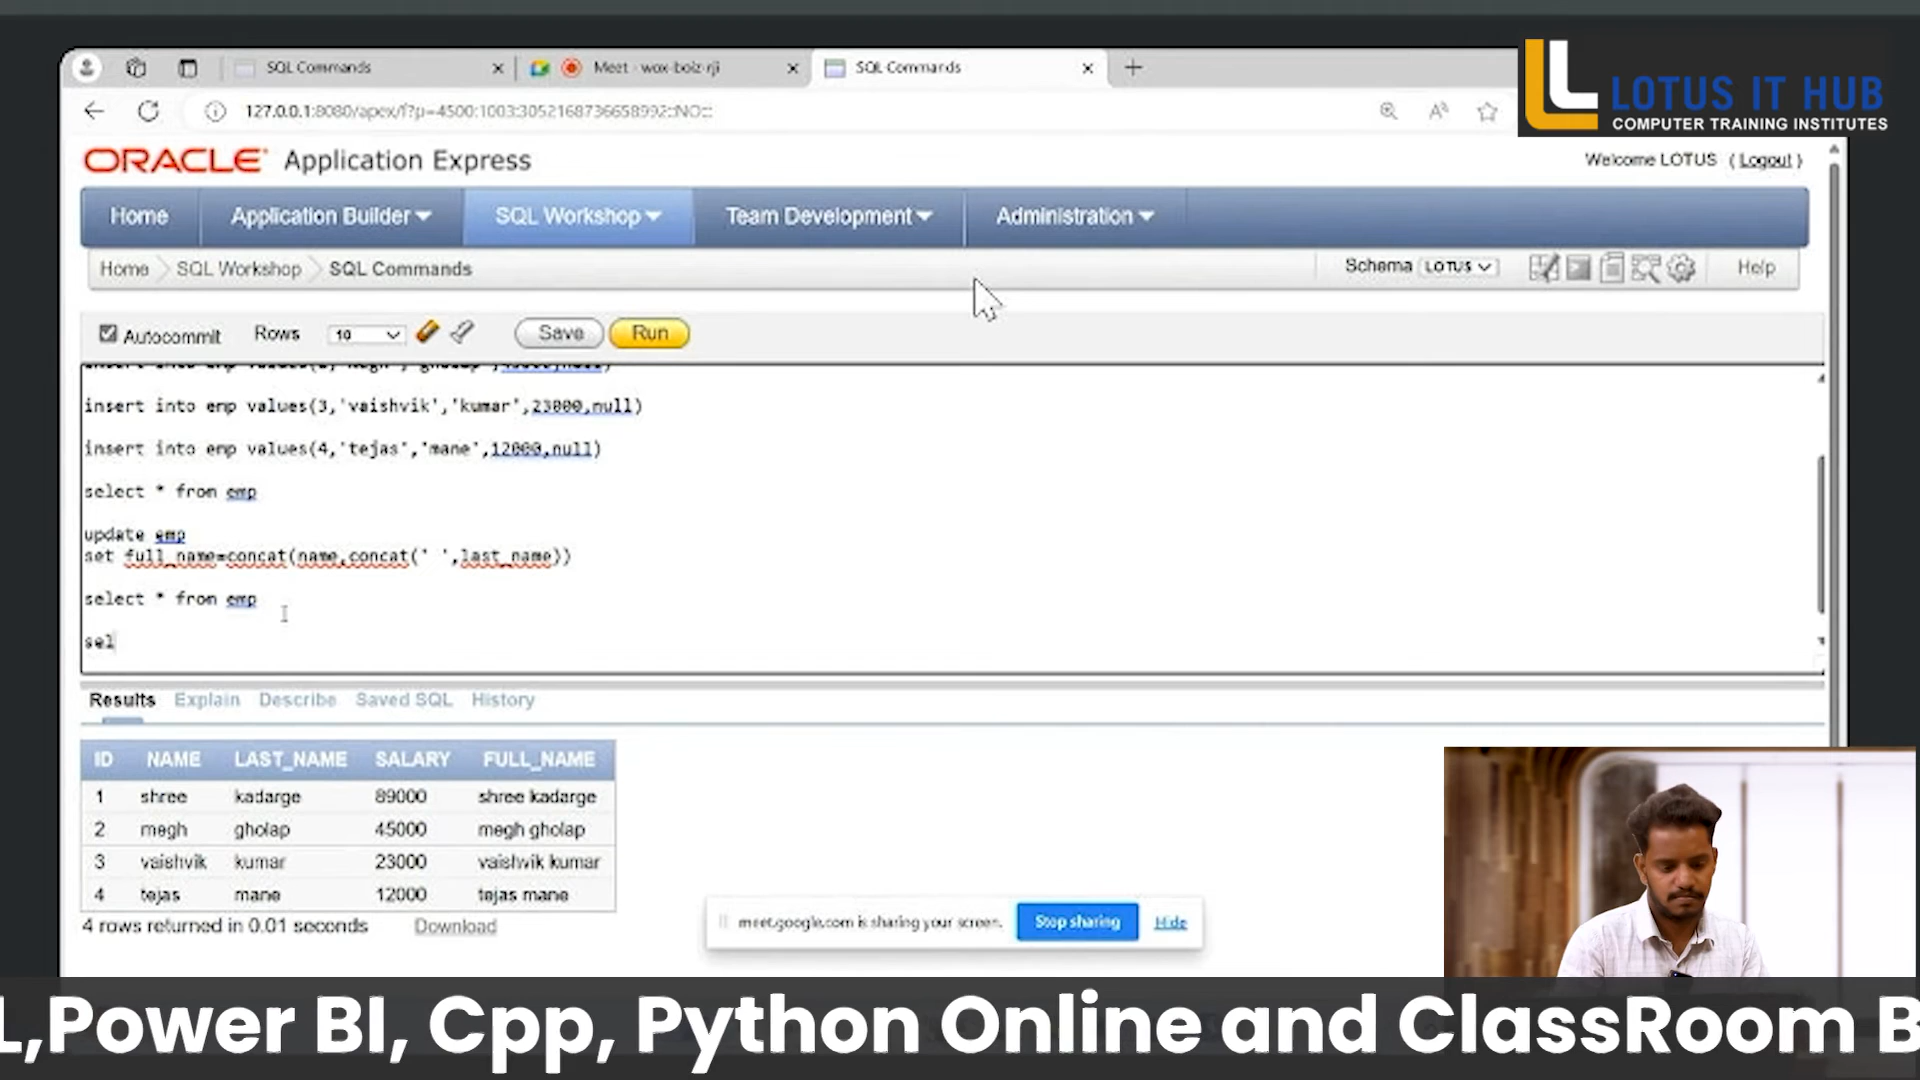 SQL Commands
Meet - wox-boiz-rji
SQL Commands
127.0.0.1:8080/apex/f?p=4500:1003:3052168736658992::NO:::
LOTUS IT HUB
COMPUTER TRAINING INSTITUTES
ORACLE Application Express
Welcome LOTUS ( Logout )
Home
Application Builder
SQL Workshop
Team Development
Administration
Home
SQL Workshop
SQL Commands
Schema LOTUS
Help
Autocommit
Rows
10
Save
Run
insert into emp values(3,'vaishvik','kumar',23000,null)
insert into emp values(4,'tejas','mane',12000,null)
select * from emp
update emp
set full_name=concat(name,concat(' ',last_name))
select * from emp
sel
Results Explain Describe Saved SQL History
ID NAME LAST_NAME SALARY FULL_NAME
1 shree kadarge 89000 shree kadarge
2 megh gholap 45000 megh gholap
3 vaishvik kumar 23000 vaishvik kumar
4 tejas mane 12000 tejas mane
4 rows returned in 0.01 seconds Download
meet.google.com is sharing your screen. Stop sharing Hide
L,Power BI, Cpp, Python Online and ClassRoom B